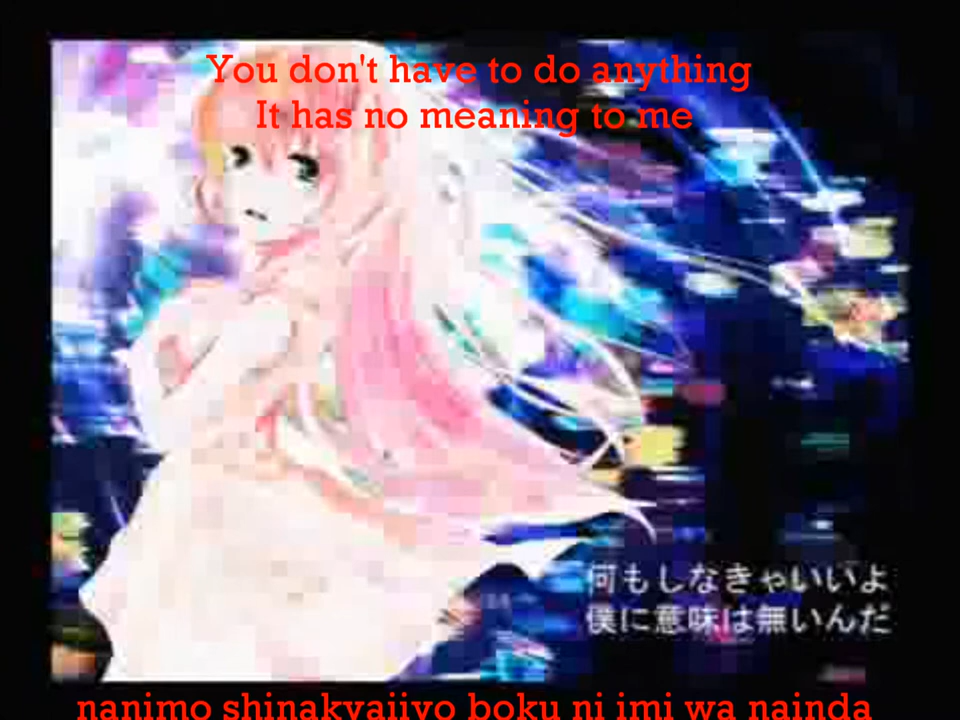 You don't have to do anything
It has no meaning to me
何もしなきゃいいよ
僕に意味は無いんだ
nanimo shinakyaiiyo boku ni imi wa nainda